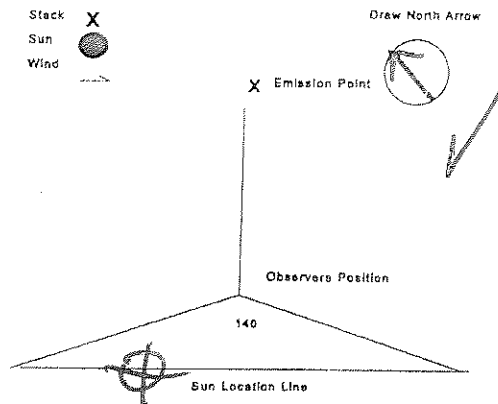 Stack X
Sun
Wind
Draw North Arrow
X Emission Point
Observers Position
140
Sun Location Line